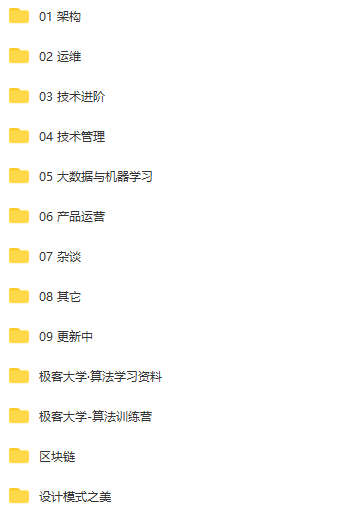 01 架构
02 运维
03 技术进阶
04 技术管理
05 大数据与机器学习
06 产品运营
07 杂谈
08 其它
09 更新中
极客大学·算法学习资料
极客大学-算法训练营
区块链
设计模式之美